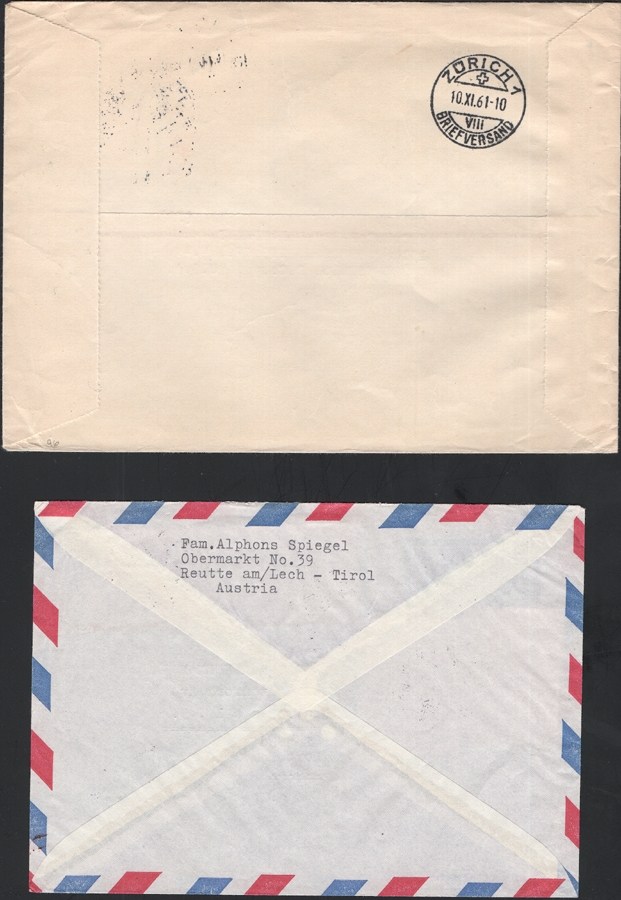 ZÜRICH 1
10.XI.61-10
VIII
BRIEFVERSAND
Fam.Alphons Spiegel
Obermarkt No.39
Reutte am/Lech - Tirol
Austria